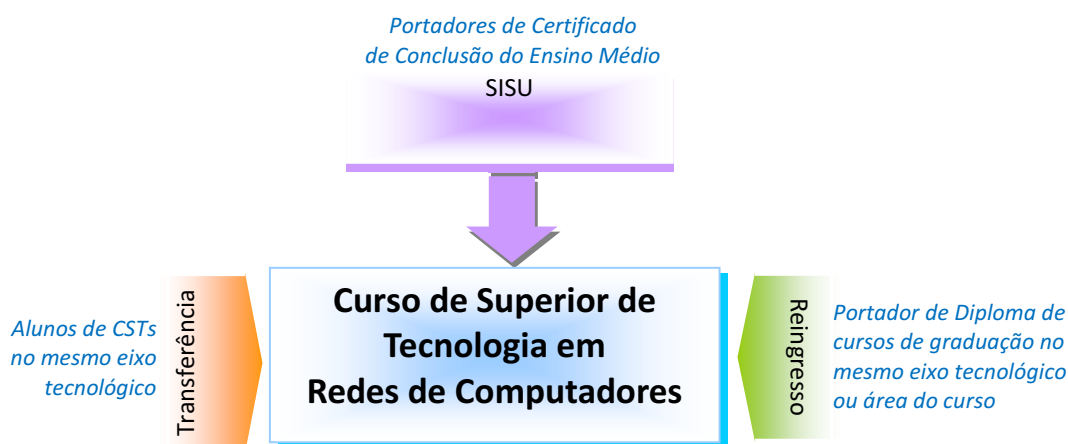 Portadores de Certificado
de Conclusão do Ensino Médio
SISU
Curso de Superior de
Tecnologia em
Redes de Computadores
Transferência
Alunos de CSTs
no mesmo eixo
tecnológico
Reingresso
Portador de Diploma de
cursos de graduação no
mesmo eixo tecnológico
ou área do curso